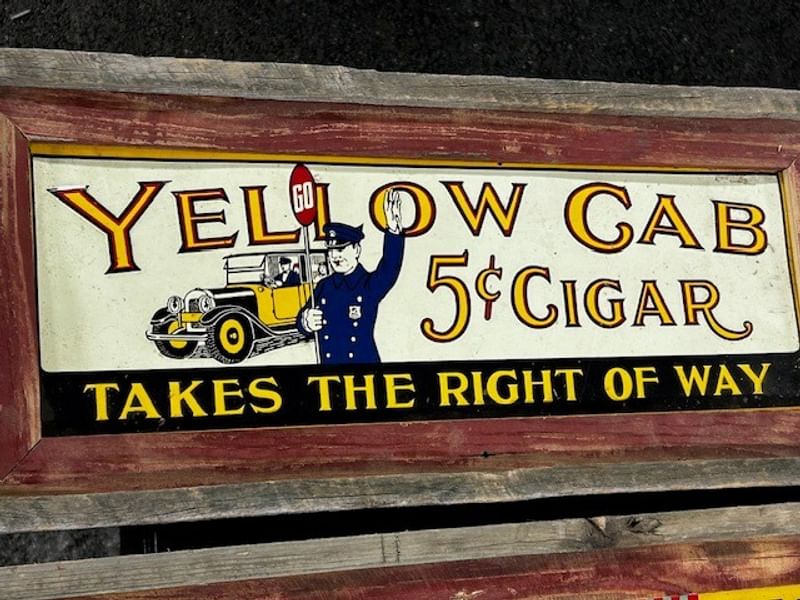 YELLOW CAB
GO
5¢ CIGAR
TAKES THE RIGHT OF WAY